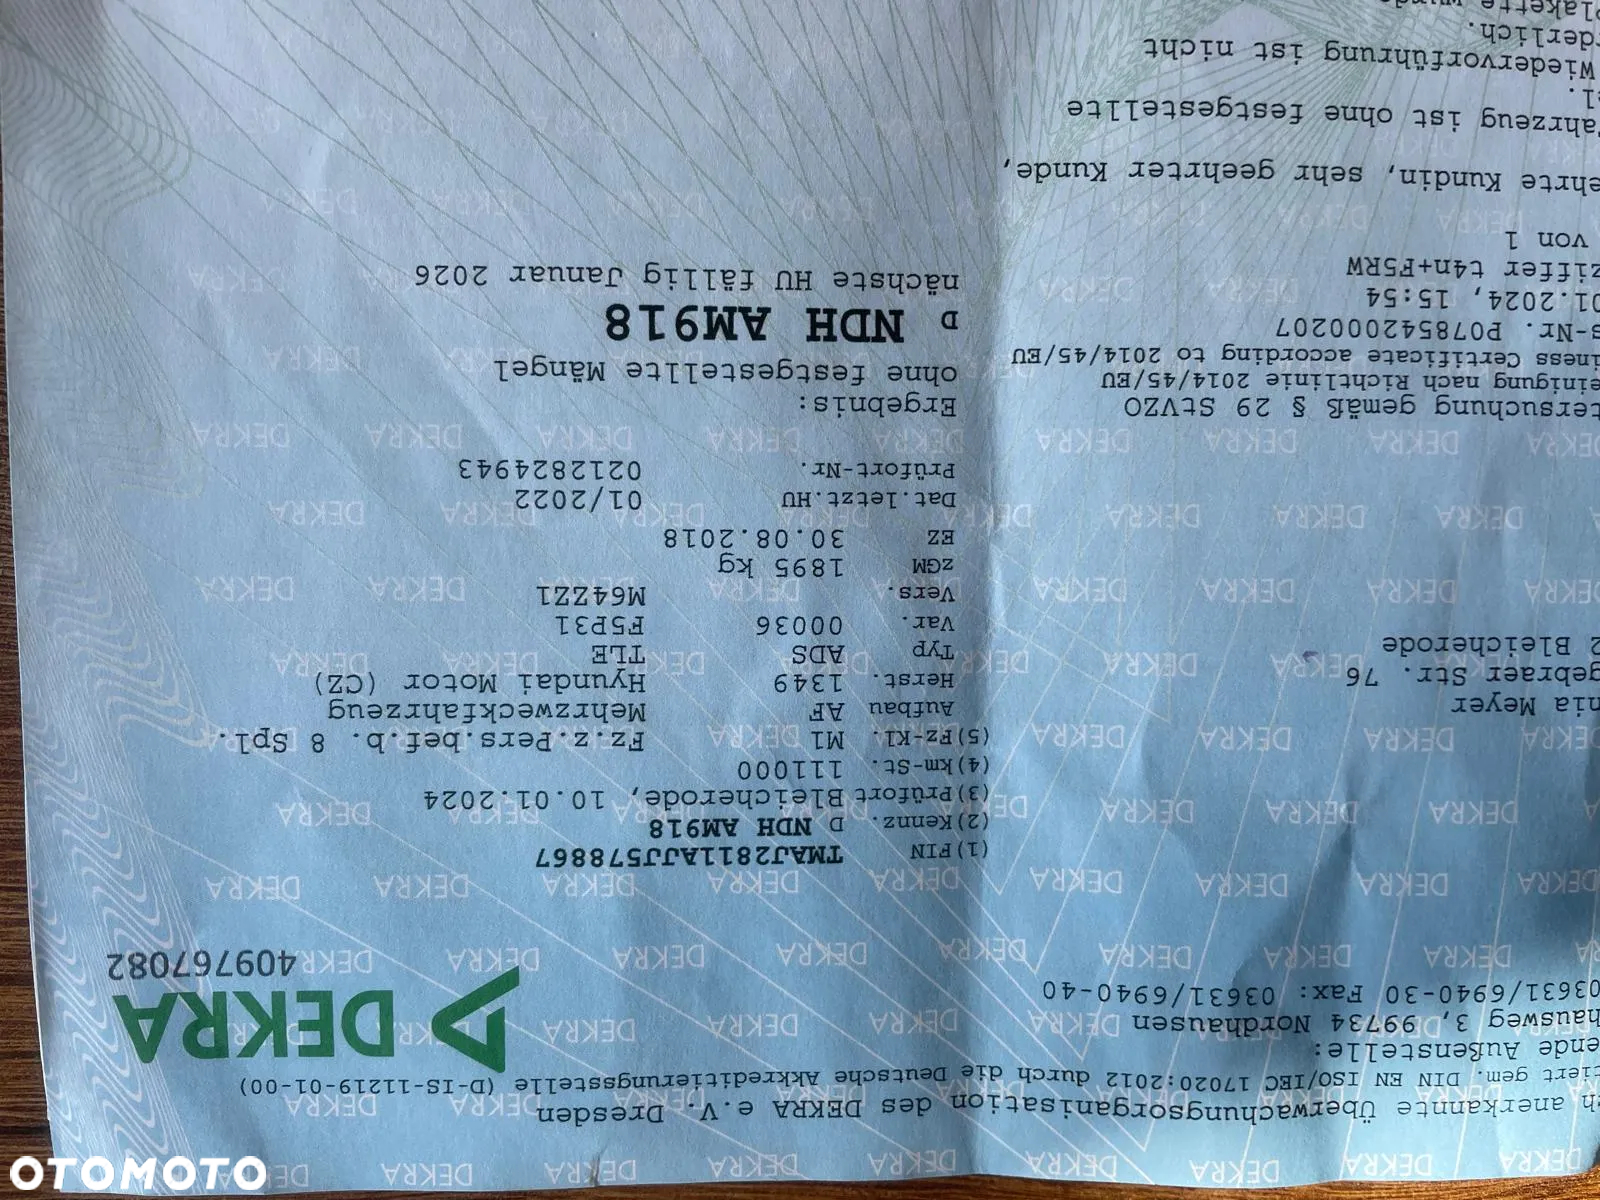 ch anerkannte Überwachungsorganisation des DEKRA e.V. Dresden
tiert gem. DIN EN ISO/IEC 17020:2012 durch die Deutsche Akkreditierungsstelle (D-IS-11219-01-00)
ende Außenstelle:
hausweg 3, 99734 Nordhausen
03631/6940-30 Fax: 03631/6940-40
DEKRA
409767082
nia Meyer
gebraer Str. 76
2 Bleicherode
(1)FIN TMAJ2811AJJ578867
(2)Kennz. D NDH AM918
(3)Prüfort Bleicherode, 10.01.2024
(4)km-St. 111000
(5)Fz-Kl. M1 Fz.z.Pers.bef.b. 8 Spl.
Aufbau AF Mehrzweckfahrzeug
Herst. 1349 Hyundai Motor (CZ)
Typ ADS TLE
Var. 00036 F5P31
Vers. M64ZZ1
zGM 1895 kg
EZ 30.08.2018
Dat.letzt.HU 01/2022
Prüfort-Nr. 0212824943
tersuchung gemäß § 29 StVZO
einigung nach Richtlinie 2014/45/EU
iness Certificate according to 2014/45/EU
s-Nr. P078542000207
01.2024, 15:54
ziffer t4n+F5RW
von 1
Ergebnis:
ohne festgestellte Mängel
D NDH AM918
nächste HU fällig Januar 2026
ehrte Kundin, sehr geehrter Kunde,
ahrzeug ist ohne festgestellte
el.
Wiedervorführung ist nicht
rderlich.
Plakette wurde
OTOMOTO